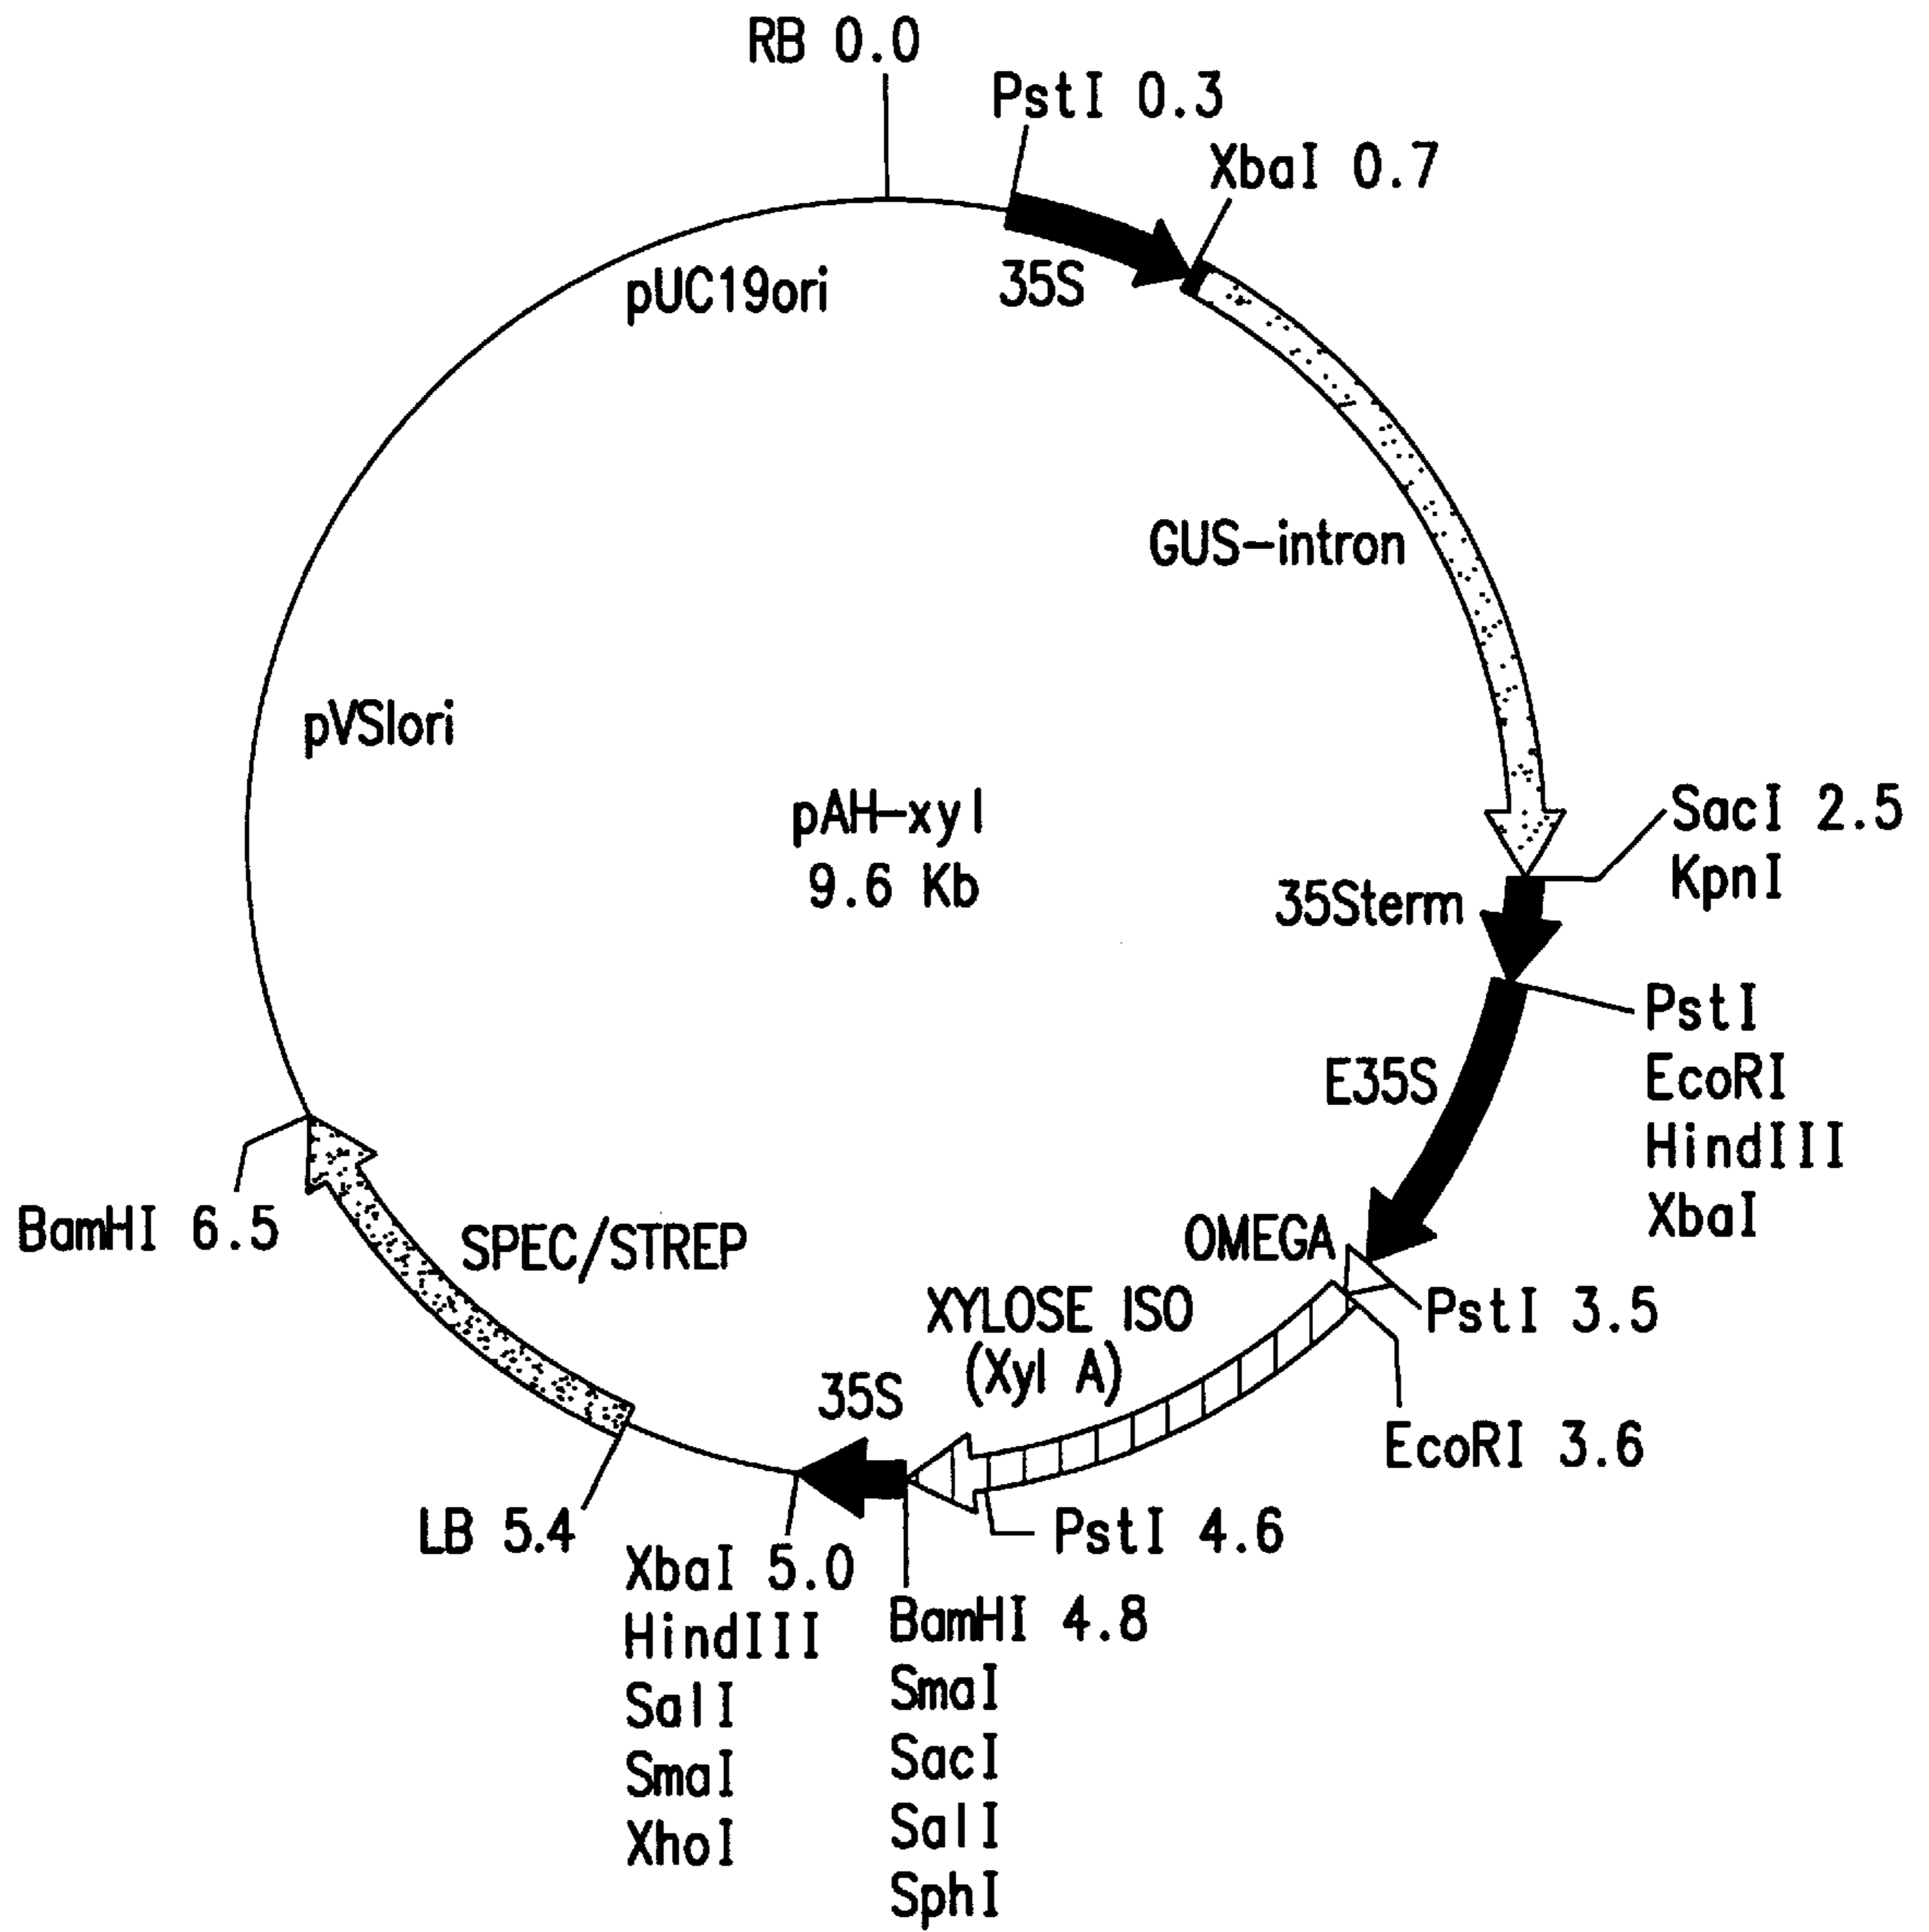 RB 0.0
PstI 0.3
XbaI 0.7
35S
pUC19ori
GUS-intron
pVSlori
pAH-xyl
9.6 Kb
SacI 2.5
KpnI
35Sterm
PstI
EcoRI
HindIII
XbaI
E35S
OMEGA
PstI 3.5
EcoRI 3.6
XYLOSE ISO
(Xyl A)
PstI 4.6
35S
BamHI 4.8
SmaI
SacI
SalI
SphI
XbaI 5.0
HindIII
SalI
SmaI
XhoI
LB 5.4
SPEC/STREP
BamHI 6.5